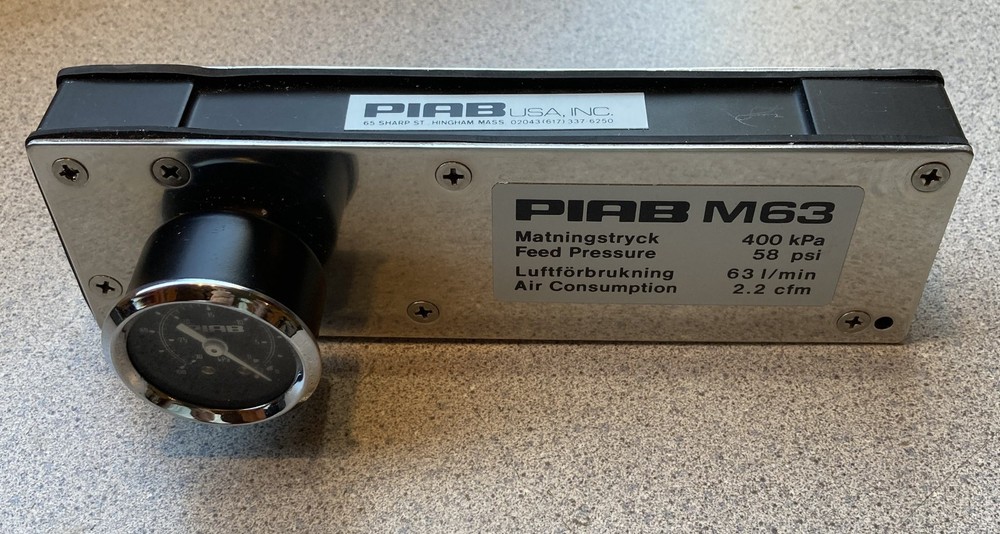 PIAB USA, INC.
65 SHARP ST. HINGHAM MASS. 02043 (617) 337-6250
PIAB M63
Matningstryck 400 kPa
Feed Pressure 58 psi
Luftförbrukning 63 l/min
Air Consumption 2.2 cfm
PIAB